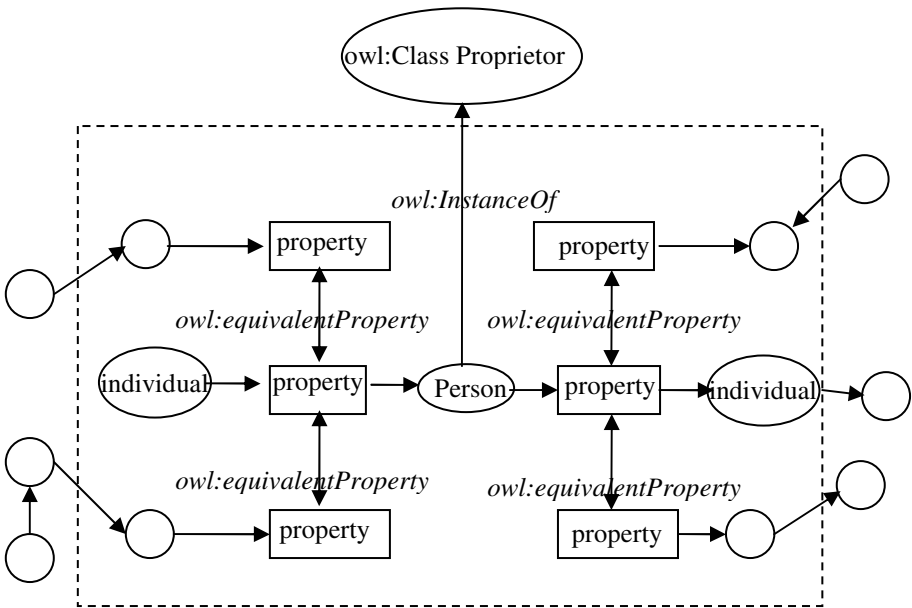 owl:Class Proprietor
owl:InstanceOf
property
property
owl:equivalentProperty
owl:equivalentProperty
individual
property
Person
property
individual
owl:equivalentProperty
owl:equivalentProperty
property
property